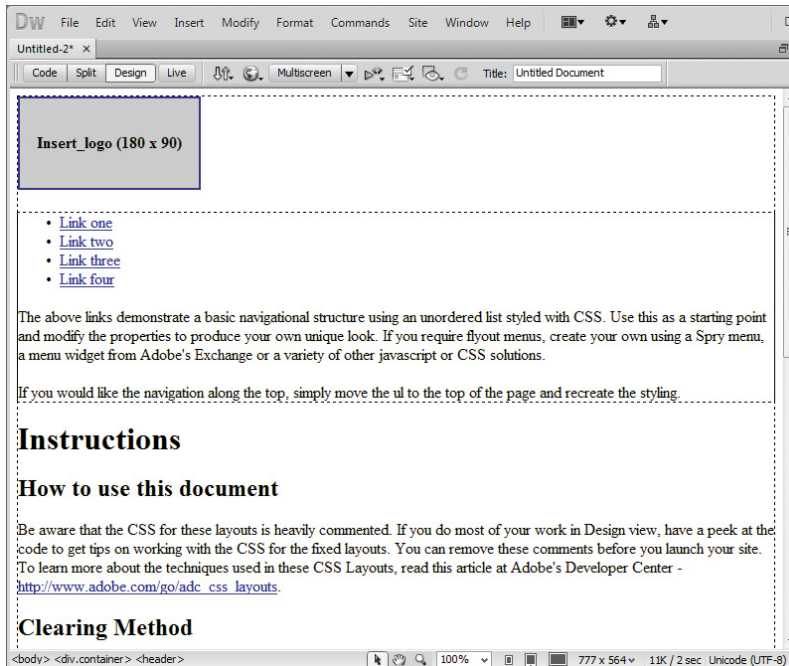 DW File Edit View Insert Modify Format Commands Site Window Help
Untitled-2* ×
Code Split Design Live Multiscreen Title: Untitled Document
Insert_logo (180 x 90)
• Link one
• Link two
• Link three
• Link four
The above links demonstrate a basic navigational structure using an unordered list styled with CSS. Use this as a starting point
and modify the properties to produce your own unique look. If you require flyout menus, create your own using a Spry menu,
a menu widget from Adobe's Exchange or a variety of other javascript or CSS solutions.
If you would like the navigation along the top, simply move the ul to the top of the page and recreate the styling.
Instructions
How to use this document
Be aware that the CSS for these layouts is heavily commented. If you do most of your work in Design view, have a peek at the
code to get tips on working with the CSS for the fixed layouts. You can remove these comments before you launch your site.
To learn more about the techniques used in these CSS Layouts, read this article at Adobe's Developer Center -
http://www.adobe.com/go/adc_css_layouts.
Clearing Method
<body> <div.container> <header> 100% 777 x 564 11K / 2 sec Unicode (UTF-8)